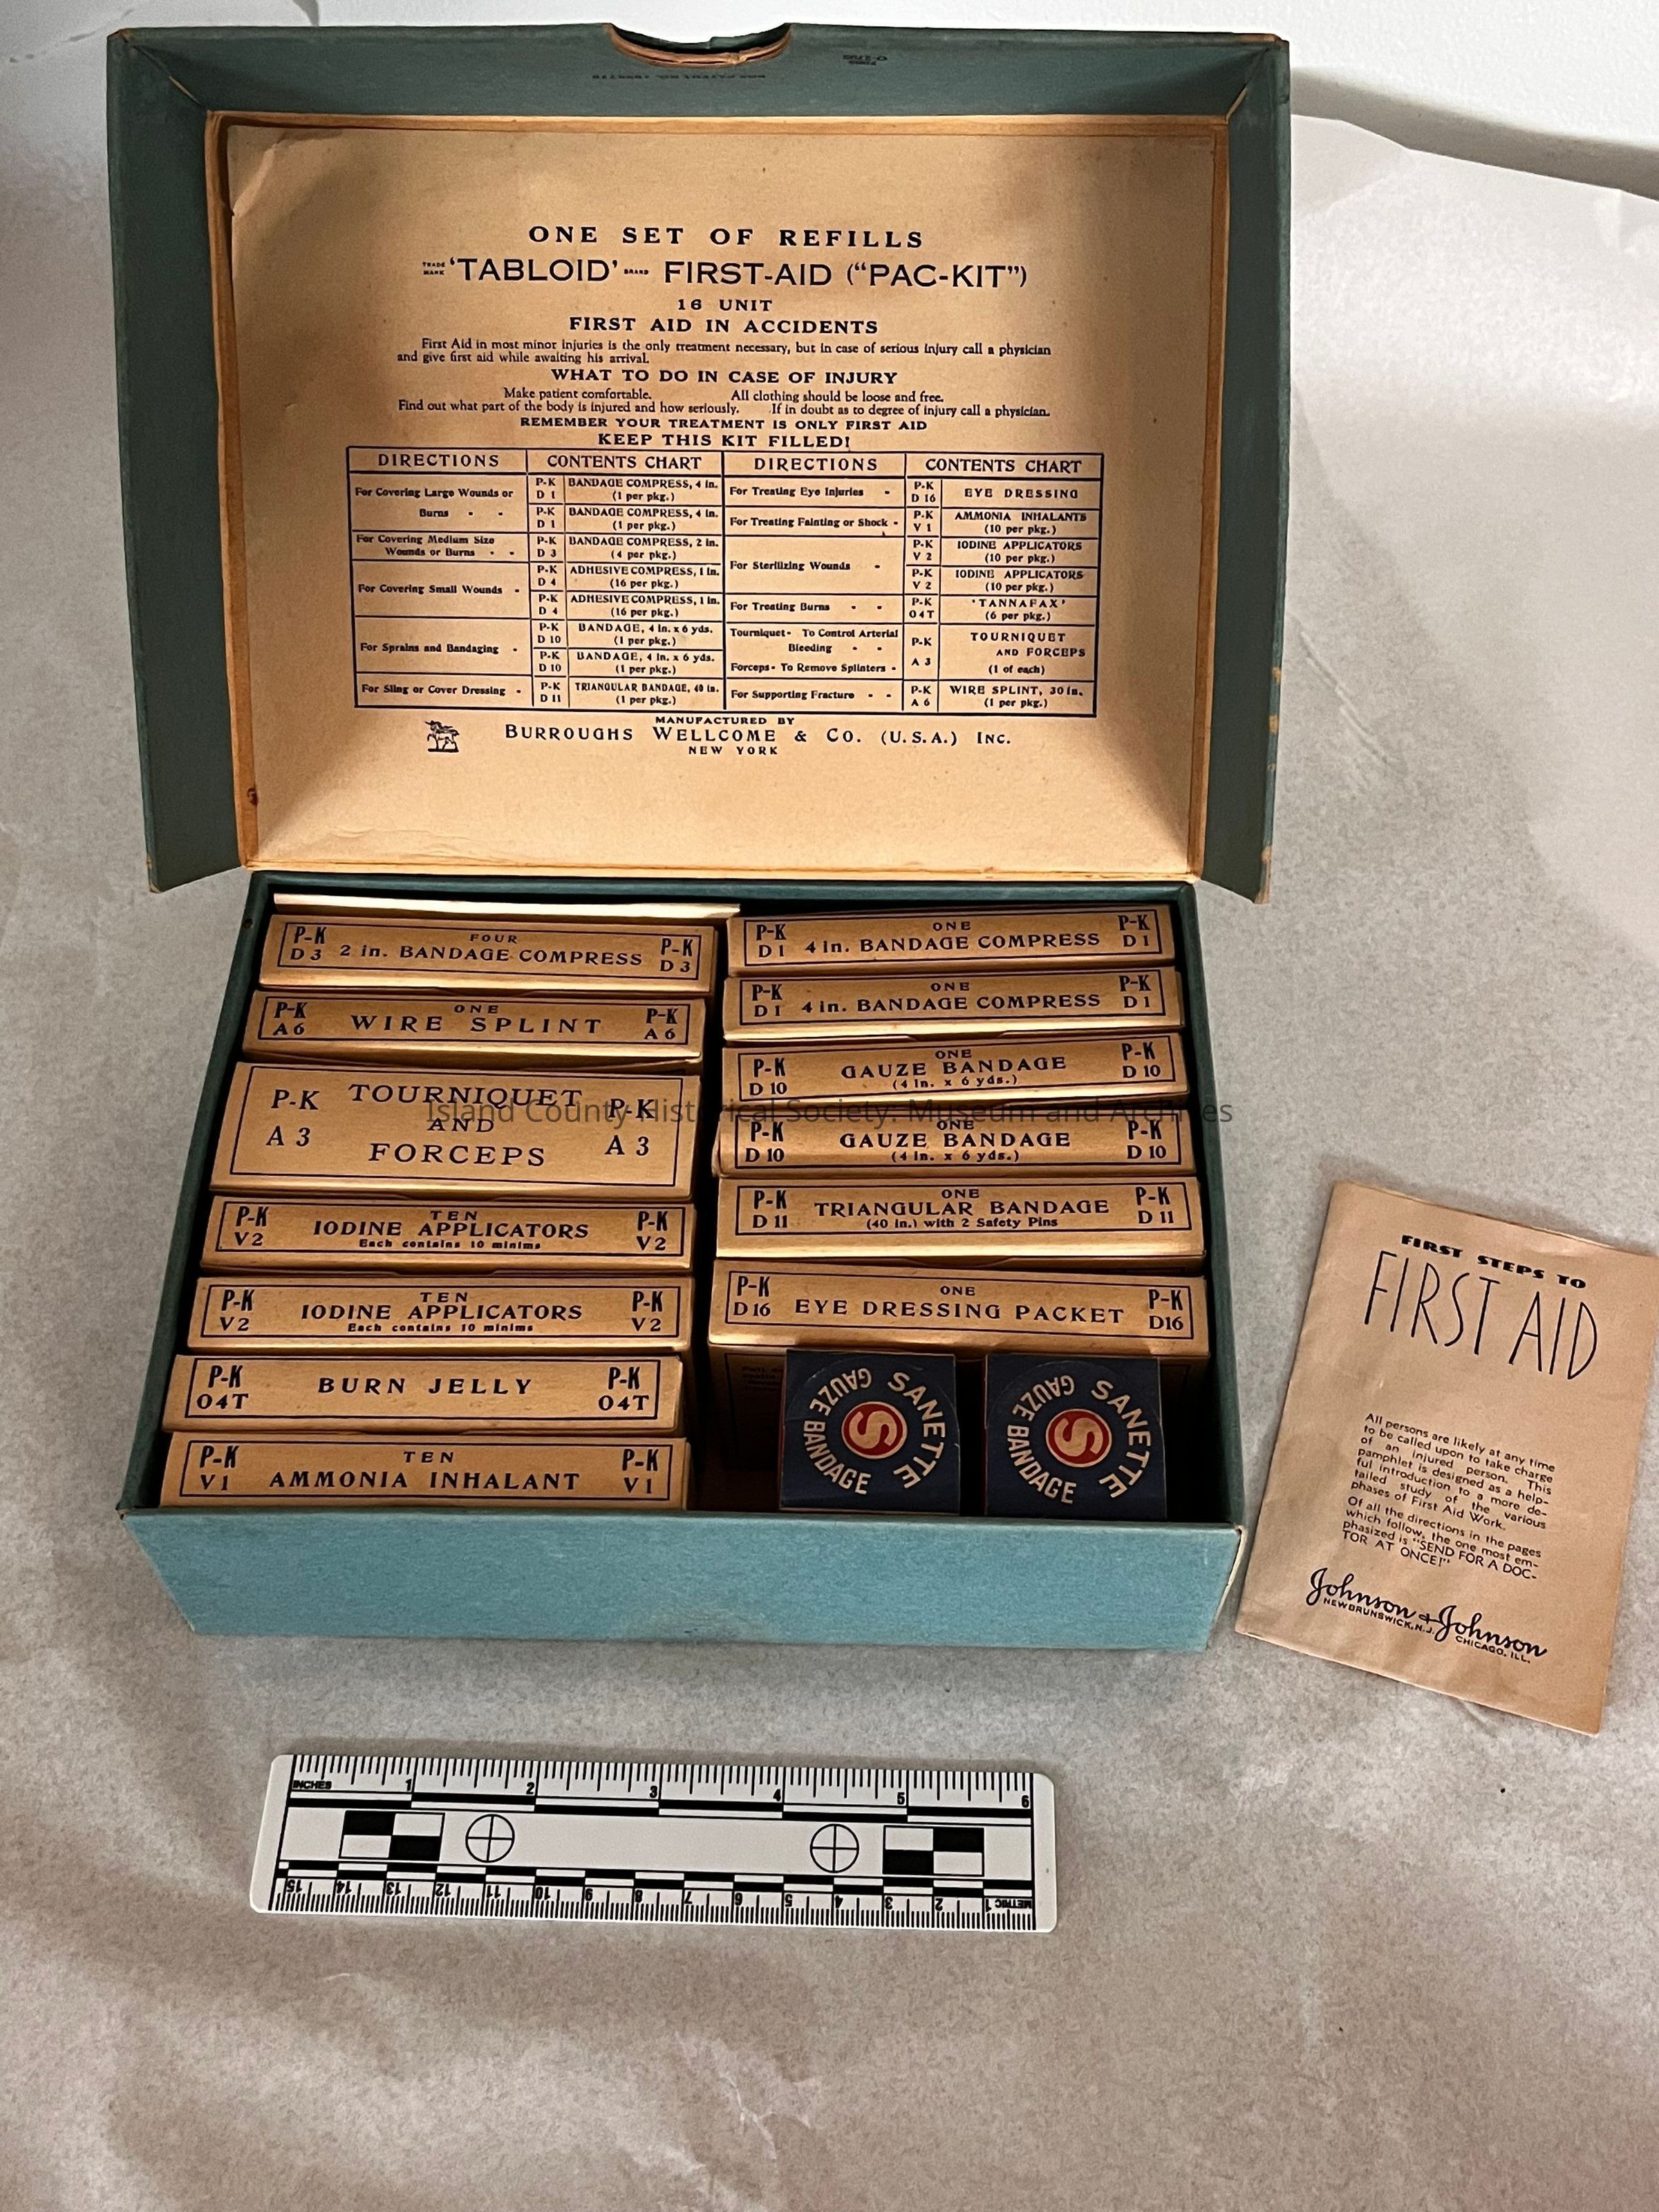 ONE SET OF REFILLS
TRADE MARK 'TABLOID' BRAND FIRST-AID ("PAC-KIT")
16 UNIT
FIRST AID IN ACCIDENTS
First Aid in most minor injuries is the only treatment necessary, but in case of serious injury call a physician
and give first aid while awaiting his arrival.
WHAT TO DO IN CASE OF INJURY
Make patient comfortable. All clothing should be loose and free.
Find out what part of the body is injured and how seriously. If in doubt as to degree of injury call a physician.
REMEMBER YOUR TREATMENT IS ONLY FIRST AID
KEEP THIS KIT FILLED!
DIRECTIONS CONTENTS CHART
For Covering Large Wounds or
Burns - -
P-K D 1 BANDAGE COMPRESS, 4 in. (1 per pkg.)
P-K D 1 BANDAGE COMPRESS, 4 in. (1 per pkg.)
For Covering Medium Size
Wounds or Burns - -
P-K D 3 BANDAGE COMPRESS, 2 in. (4 per pkg.)
For Covering Small Wounds -
P-K D 4 ADHESIVE COMPRESS, 1 in. (16 per pkg.)
P-K D 4 ADHESIVE COMPRESS, 1 in. (16 per pkg.)
For Sprains and Bandaging -
P-K D 10 BANDAGE, 4 in. x 6 yds. (1 per pkg.)
P-K D 10 BANDAGE, 4 in. x 6 yds. (1 per pkg.)
For Sling or Cover Dressing -
P-K D 11 TRIANGULAR BANDAGE, 40 in. (1 per pkg.)
DIRECTIONS CONTENTS CHART
For Treating Eye Injuries -
P-K D 16 EYE DRESSING
For Treating Fainting or Shock -
P-K V 1 AMMONIA INHALANTS (10 per pkg.)
For Sterilizing Wounds -
P-K V 2 IODINE APPLICATORS (10 per pkg.)
P-K V 2 IODINE APPLICATORS (10 per pkg.)
For Treating Burns - -
P-K 04T 'TANNAFAX' (6 per pkg.)
Tourniquet - To Control Arterial
Bleeding - -
Forceps - To Remove Splinters -
P-K A 3 TOURNIQUET AND FORCEPS (1 of each)
For Supporting Fracture - -
P-K A 6 WIRE SPLINT, 30 in. (1 per pkg.)
MANUFACTURED BY
BURROUGHS WELLCOME & CO. (U.S.A.) INC.
NEW YORK
P-K D 3 FOUR 2 in. BANDAGE COMPRESS P-K D 3
P-K A 6 ONE WIRE SPLINT P-K A 6
P-K A 3 TOURNIQUET AND FORCEPS P-K A 3
P-K V2 TEN IODINE APPLICATORS Each contains 10 minims P-K V2
P-K V2 TEN IODINE APPLICATORS Each contains 10 minims P-K V2
P-K 04T BURN JELLY P-K 04T
P-K V1 TEN AMMONIA INHALANT P-K V1
P-K D 1 ONE 4 in. BANDAGE COMPRESS P-K D 1
P-K D 1 ONE 4 in. BANDAGE COMPRESS P-K D 1
P-K D 10 ONE GAUZE BANDAGE (4 in. x 6 yds.) P-K D 10
P-K D 10 ONE GAUZE BANDAGE (4 in. x 6 yds.) P-K D 10
P-K D 11 ONE TRIANGULAR BANDAGE (40 in.) with 2 Safety Pins P-K D 11
P-K D 16 ONE EYE DRESSING PACKET P-K D16
SANETTE GAUZE BANDAGE S
SANETTE GAUZE BANDAGE S
Island County Historical Society: Museum and Archives
FIRST STEPS TO
FIRST AID
All persons are likely at any time
to be called upon to take charge
of an injured person. This
pamphlet is designed as a help-
ful introduction to a more de-
tailed study of the various
phases of First Aid Work.
Of all the directions in the pages
which follow, the one most em-
phasized is "SEND FOR A DOC-
TOR AT ONCE!"
Johnson & Johnson
NEW BRUNSWICK, N.J. CHICAGO, ILL.
INCHES 1 2 3 4 5 6
15 14 13 12 11 10 9 8 7 6 5 4 3 2 1 METRIC